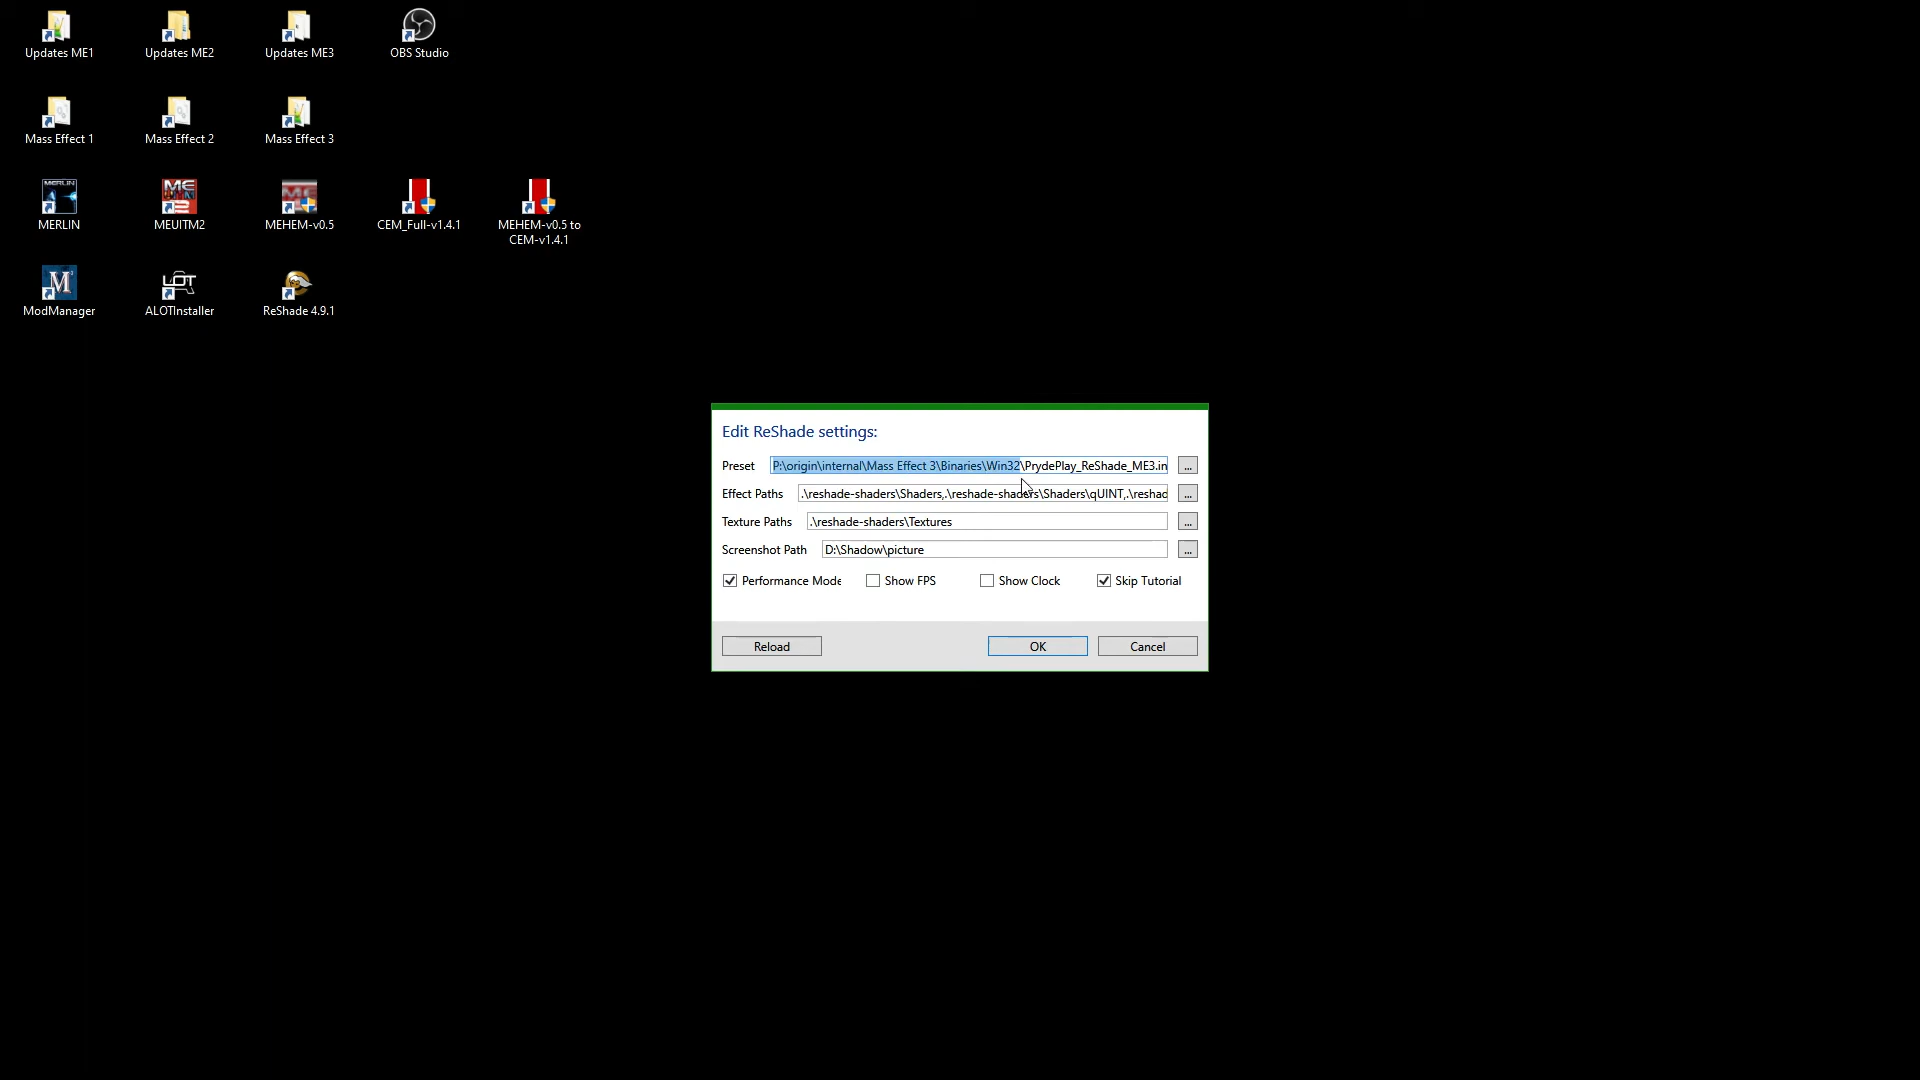 Updates ME1
Updates ME2
Updates ME3
OBS Studio
Mass Effect 1
Mass Effect 2
Mass Effect 3
MERLIN
MEUITM2
MEHEM-v0.5
CEM_Full-v1.4.1
MEHEM-v0.5 to
CEM-v1.4.1
ModManager
ALOTInstaller
ReShade 4.9.1
Edit ReShade settings:
Preset P:\origin\internal\Mass Effect 3\Binaries\Win32\PrydePlay_ReShade_ME3.in ...
Effect Paths .\reshade-shaders\Shaders,.\reshade-shaders\Shaders\qUINT,.\reshad ...
Texture Paths .\reshade-shaders\Textures ...
Screenshot Path D:\Shadow\picture ...
Performance Mode Show FPS Show Clock Skip Tutorial
Reload OK Cancel